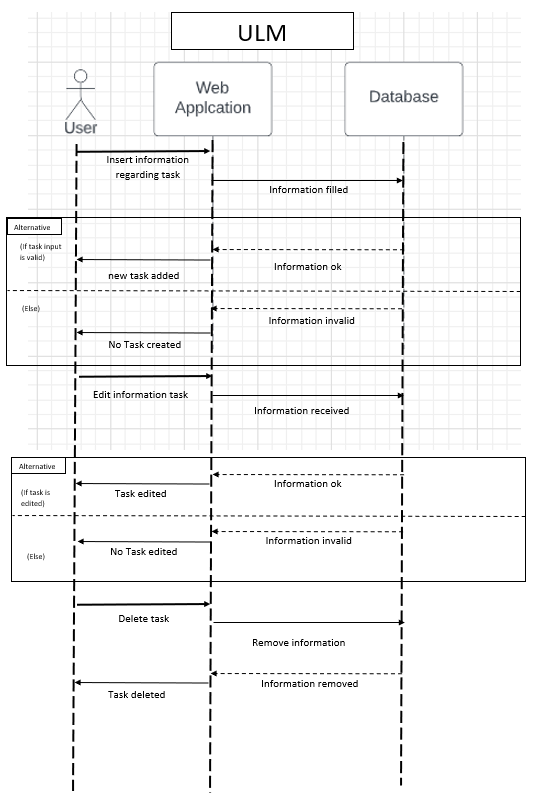 ULM
Web
Applcation
Database
User
Insert information
regarding task
Information filled
Alternative
(If task input
is valid)
Information ok
new task added
(Else)
Information invalid
No Task created
Edit information task
Information received
Alternative
Information ok
(If task is
edited)
Task edited
Information invalid
No Task edited
(Else)
Delete task
Remove information
Information removed
Task deleted